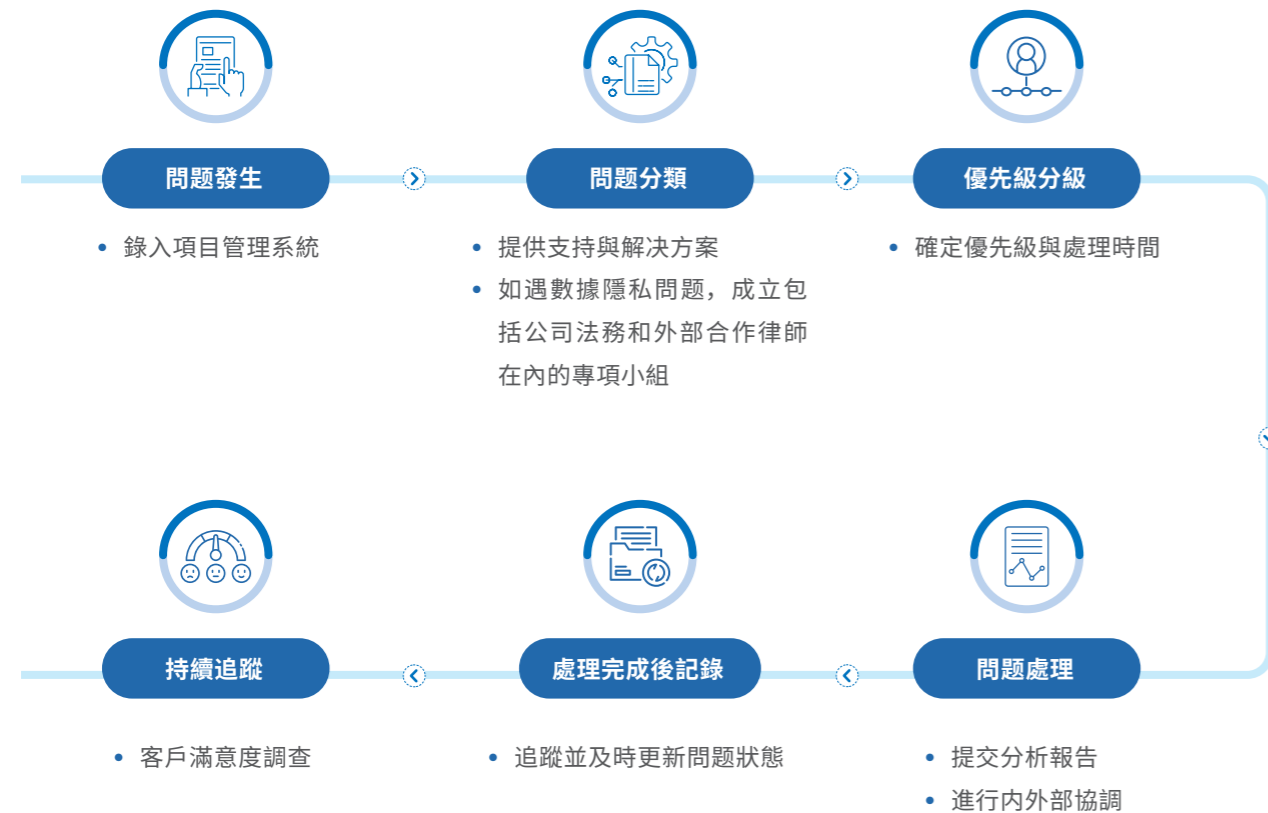 問题發生
問题分類
優先級分級
• 錄入項目管理系統
• 提供支持與解決方案
• 如遇數據隱私問题，成立包
括公司法務和外部合作律師
在內的專項小組
• 確定優先級與處理時間
持續追蹤
處理完成後記錄
問题處理
• 客戶滿意度調查
• 追蹤並及時更新問題狀態
• 提交分析報告
• 進行内外部協調